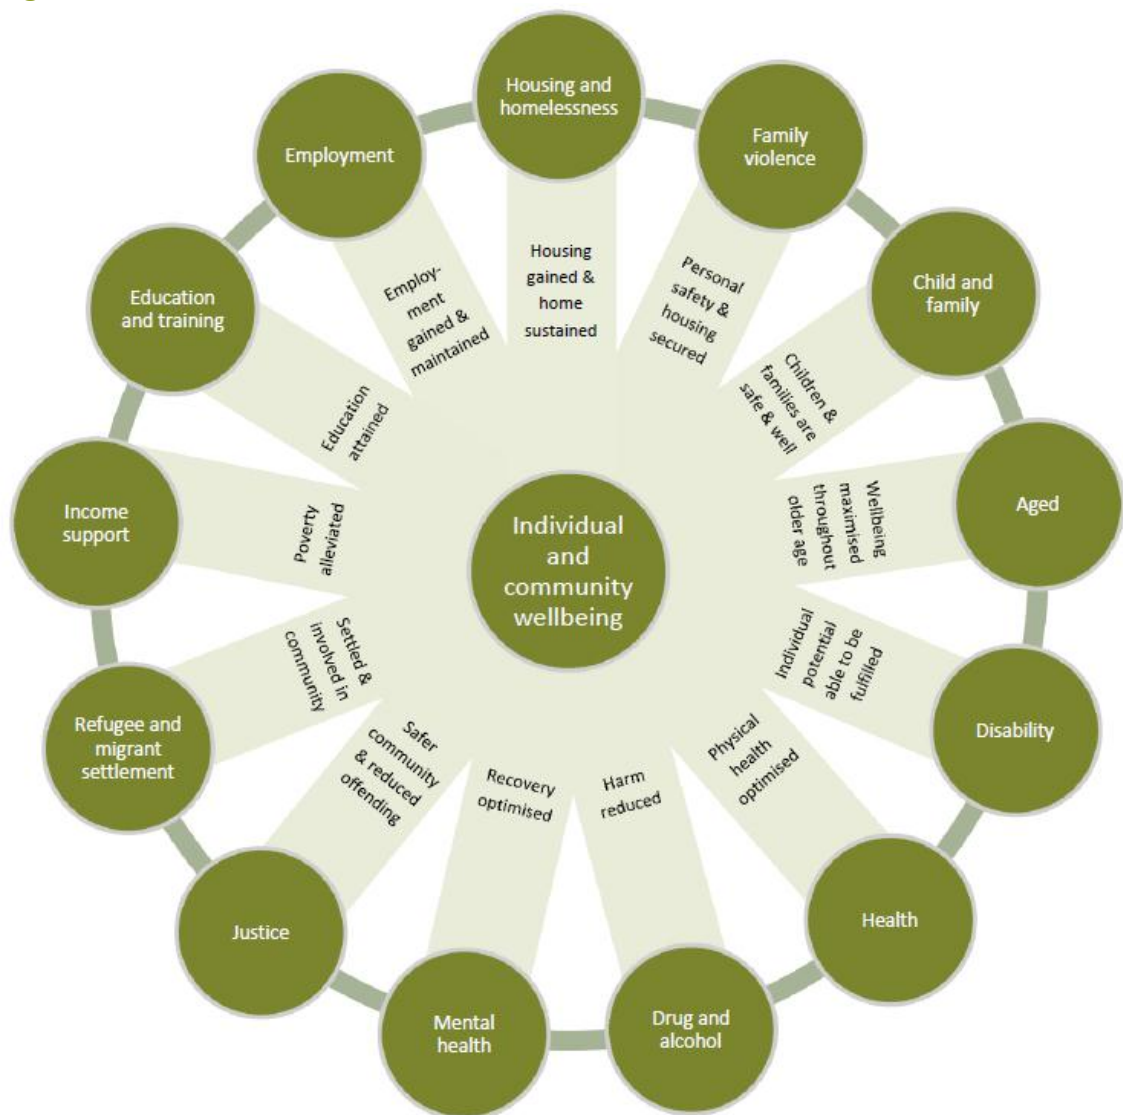 Housing and
homelessness
Family
violence
Child and
family
Aged
Disability
Health
Drug and
alcohol
Mental
health
Justice
Refugee and
migrant
settlement
Income
support
Education
and training
Employment
Housing
gained &
home
sustained
Personal
safety &
housing
secured
Children &
families are
safe & well
Wellbeing
maximised
throughout
older age
Individual
potential
able to be
fulfilled
Physical
health
optimised
Harm
reduced
Recovery
optimised
Safer
community
& reduced
offending
Settled &
involved in
community
Poverty
alleviated
Education
attained
Employ-
ment
gained &
maintained
Individual
and
community
wellbeing